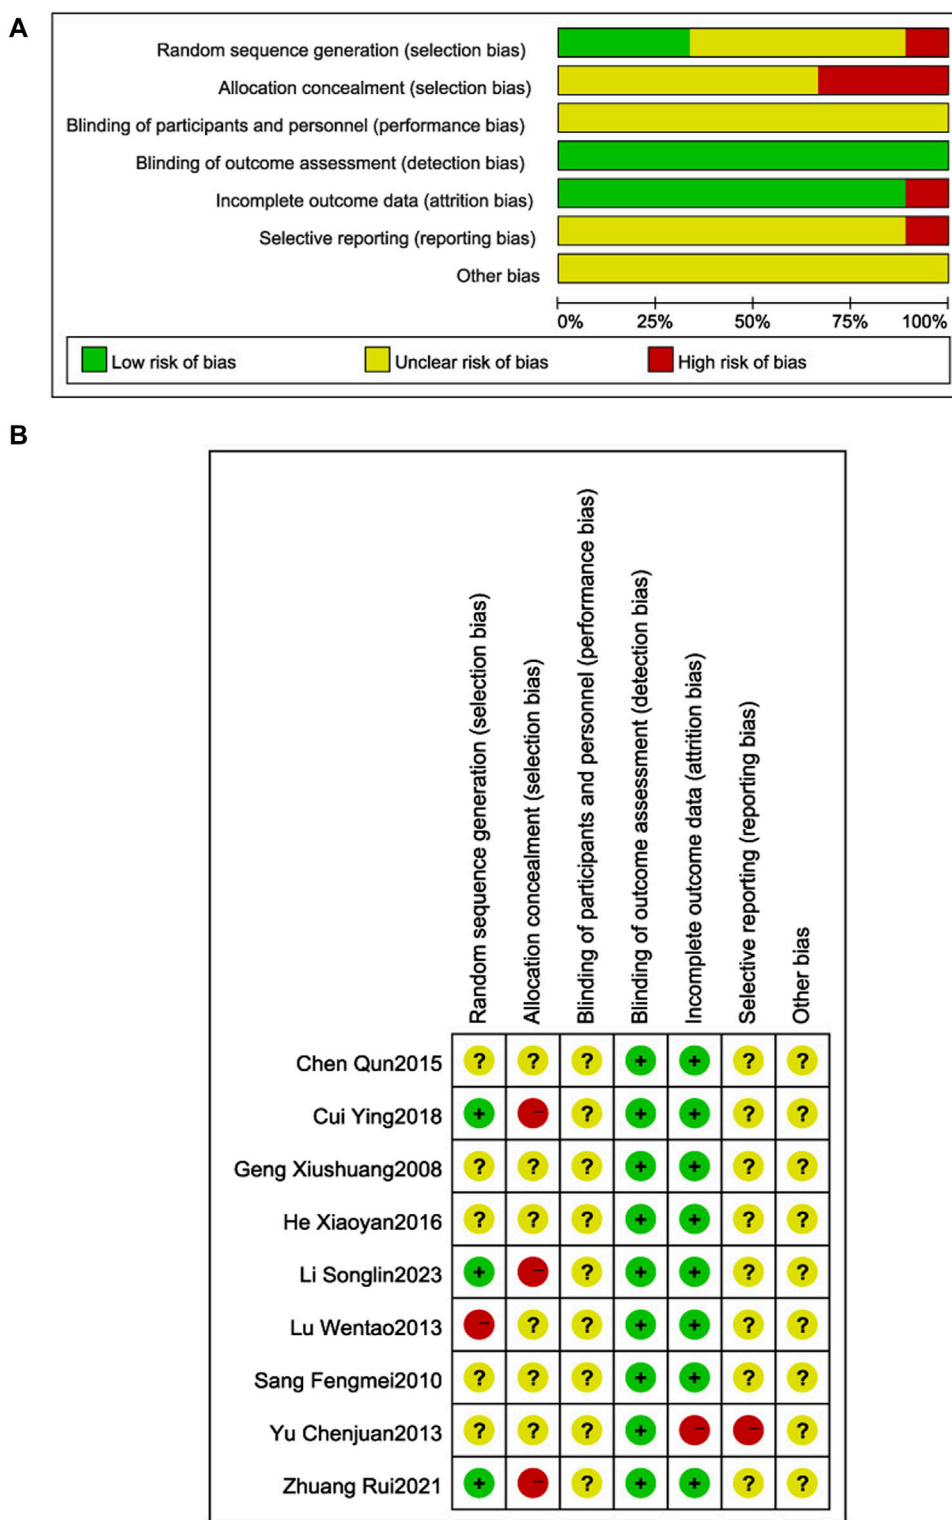 A
Random sequence generation (selection bias)
Allocation concealment (selection bias)
Blinding of participants and personnel (performance bias)
Blinding of outcome assessment (detection bias)
Incomplete outcome data (attrition bias)
Selective reporting (reporting bias)
Other bias
0% 25% 50% 75% 100%
Low risk of bias Unclear risk of bias High risk of bias
B
Random sequence generation (selection bias)
Allocation concealment (selection bias)
Blinding of participants and personnel (performance bias)
Blinding of outcome assessment (detection bias)
Incomplete outcome data (attrition bias)
Selective reporting (reporting bias)
Other bias
Chen Qun2015 ? ? ? + + ? ?
Cui Ying2018 + − ? + + ? ?
Geng Xiushuang2008 ? ? ? + + ? ?
He Xiaoyan2016 ? ? ? + + ? ?
Li Songlin2023 + − ? + + ? ?
Lu Wentao2013 − ? ? + + ? ?
Sang Fengmei2010 ? ? ? + + ? ?
Yu Chenjuan2013 ? ? ? + − − ?
Zhuang Rui2021 + − ? + + ? ?